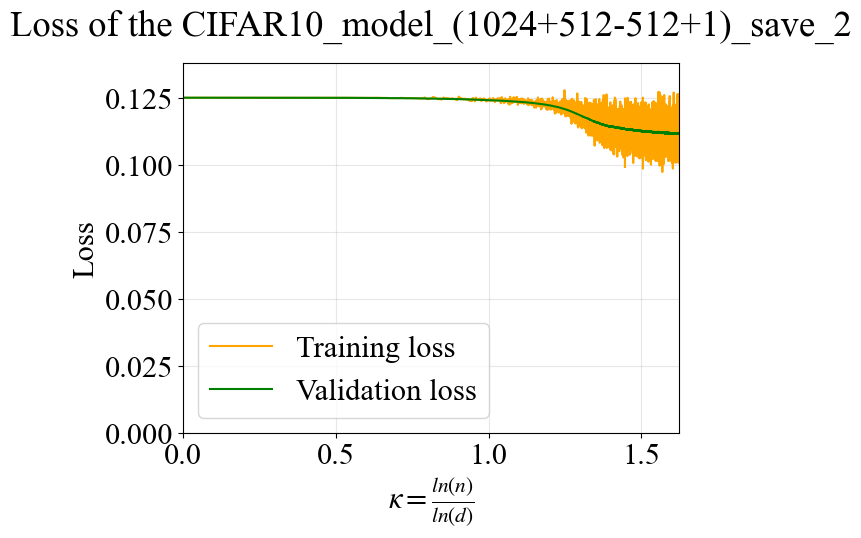 Loss of the CIFAR10_model_(1024+512-512+1)_save_2
0.125
0.100
0.075
0.050
0.025
0.000
Loss
Training loss
Validation loss
0.0 0.5 1.0 1.5
κ = ln(n)/ln(d)